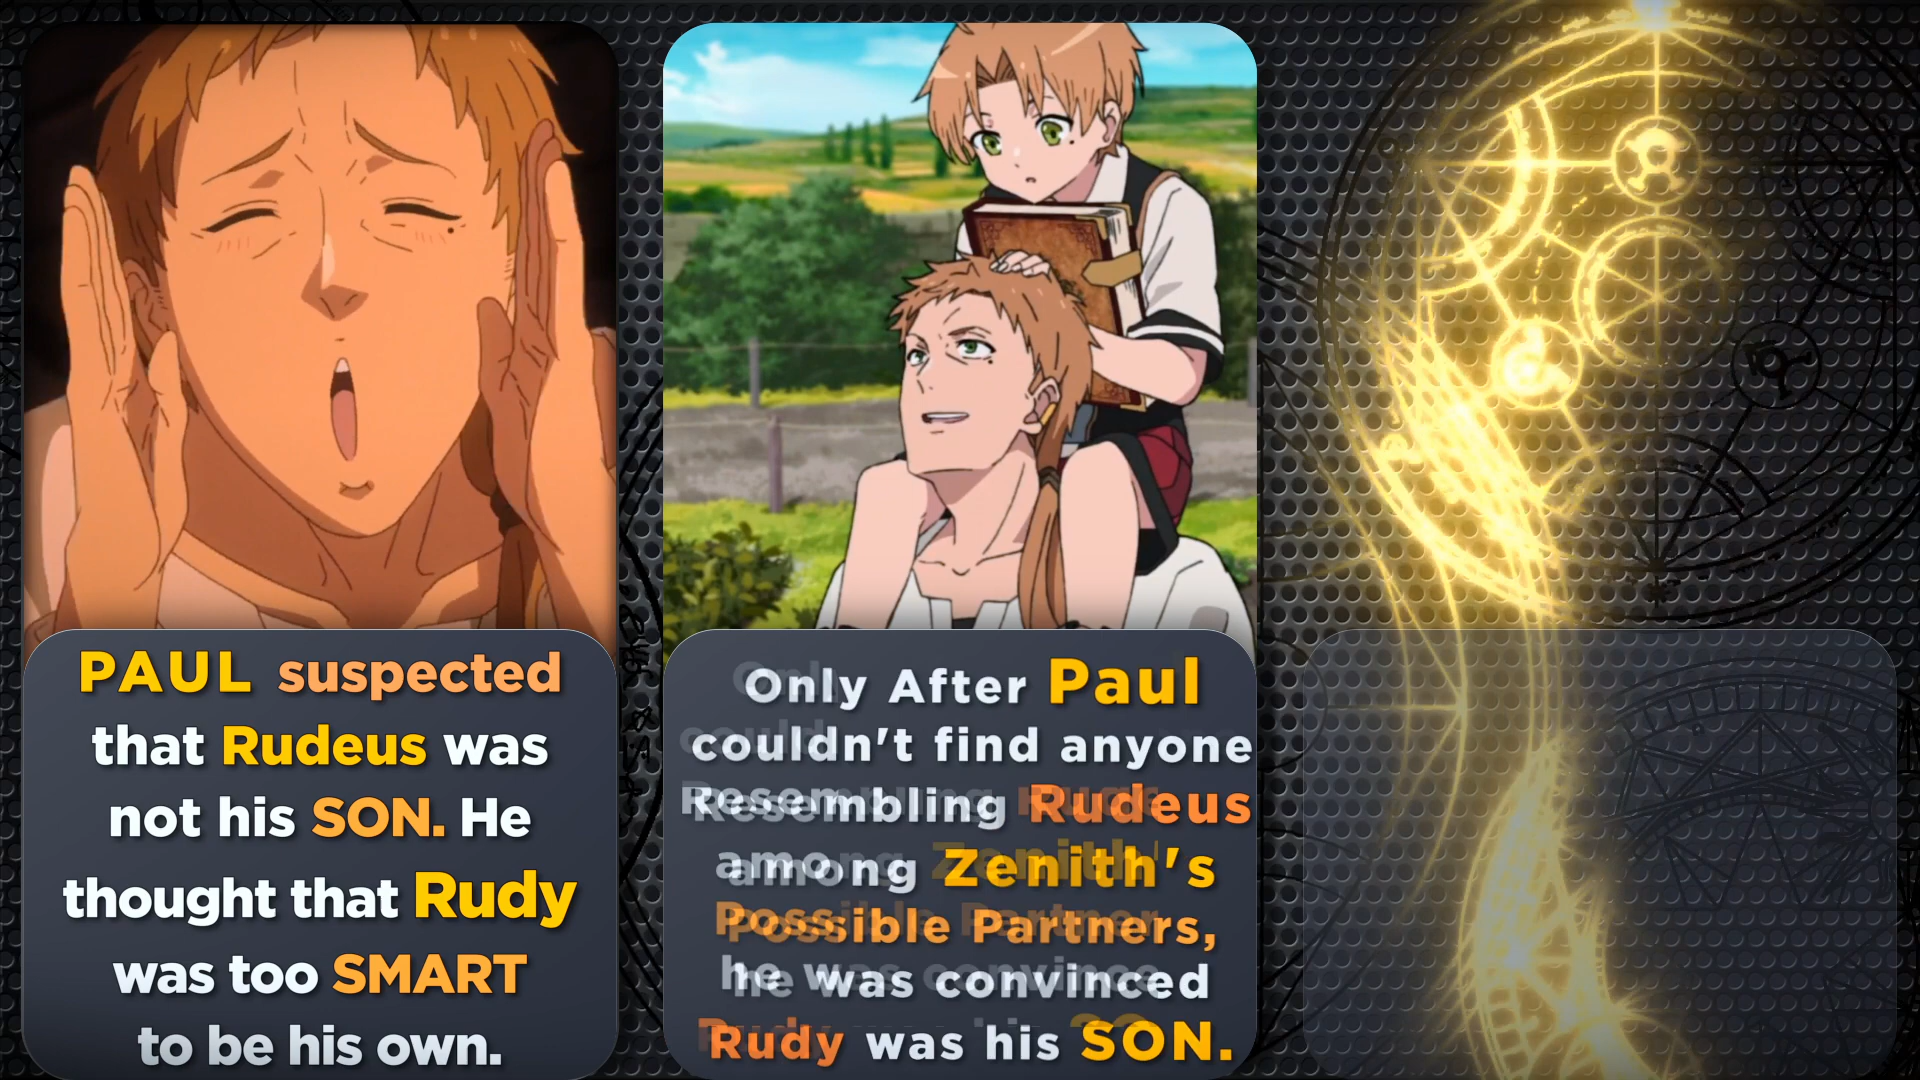 PAUL suspected
that Rudeus was
not his SON. He
thought that Rudy
was too SMART
to be his own.
Only After Paul
couldn't find anyone
Resembling Rudeus
among Zenith's
Possible Partners,
he was convinced
Rudy was his SON.